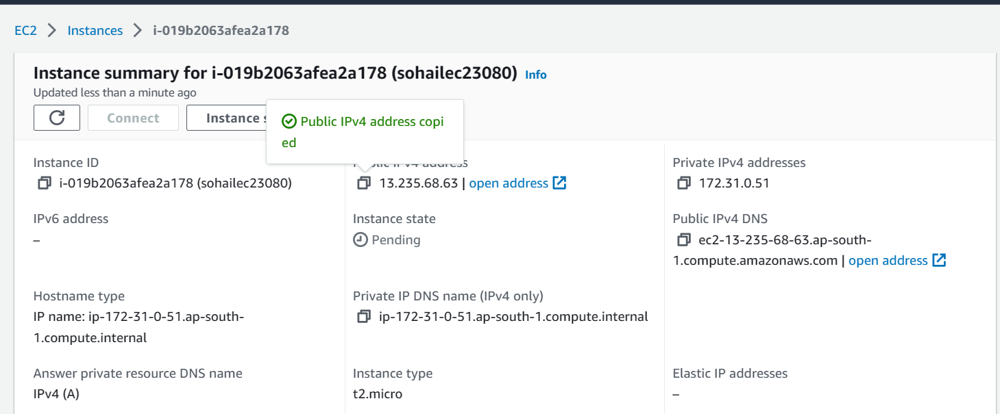 EC2 > Instances > i-019b2063afea2a178
Instance summary for i-019b2063afea2a178 (sohailec23080) Info
Updated less than a minute ago
Connect
Instance
Public IPv4 address copi
ed
Instance ID
i-019b2063afea2a178 (sohailec23080)
Public IPv4 address
13.235.68.63 | open address
Private IPv4 addresses
172.31.0.51
IPv6 address
–
Instance state
Pending
Public IPv4 DNS
ec2-13-235-68-63.ap-south-
1.compute.amazonaws.com | open address
Hostname type
IP name: ip-172-31-0-51.ap-south-
1.compute.internal
Private IP DNS name (IPv4 only)
ip-172-31-0-51.ap-south-1.compute.internal
Answer private resource DNS name
IPv4 (A)
Instance type
t2.micro
Elastic IP addresses
–